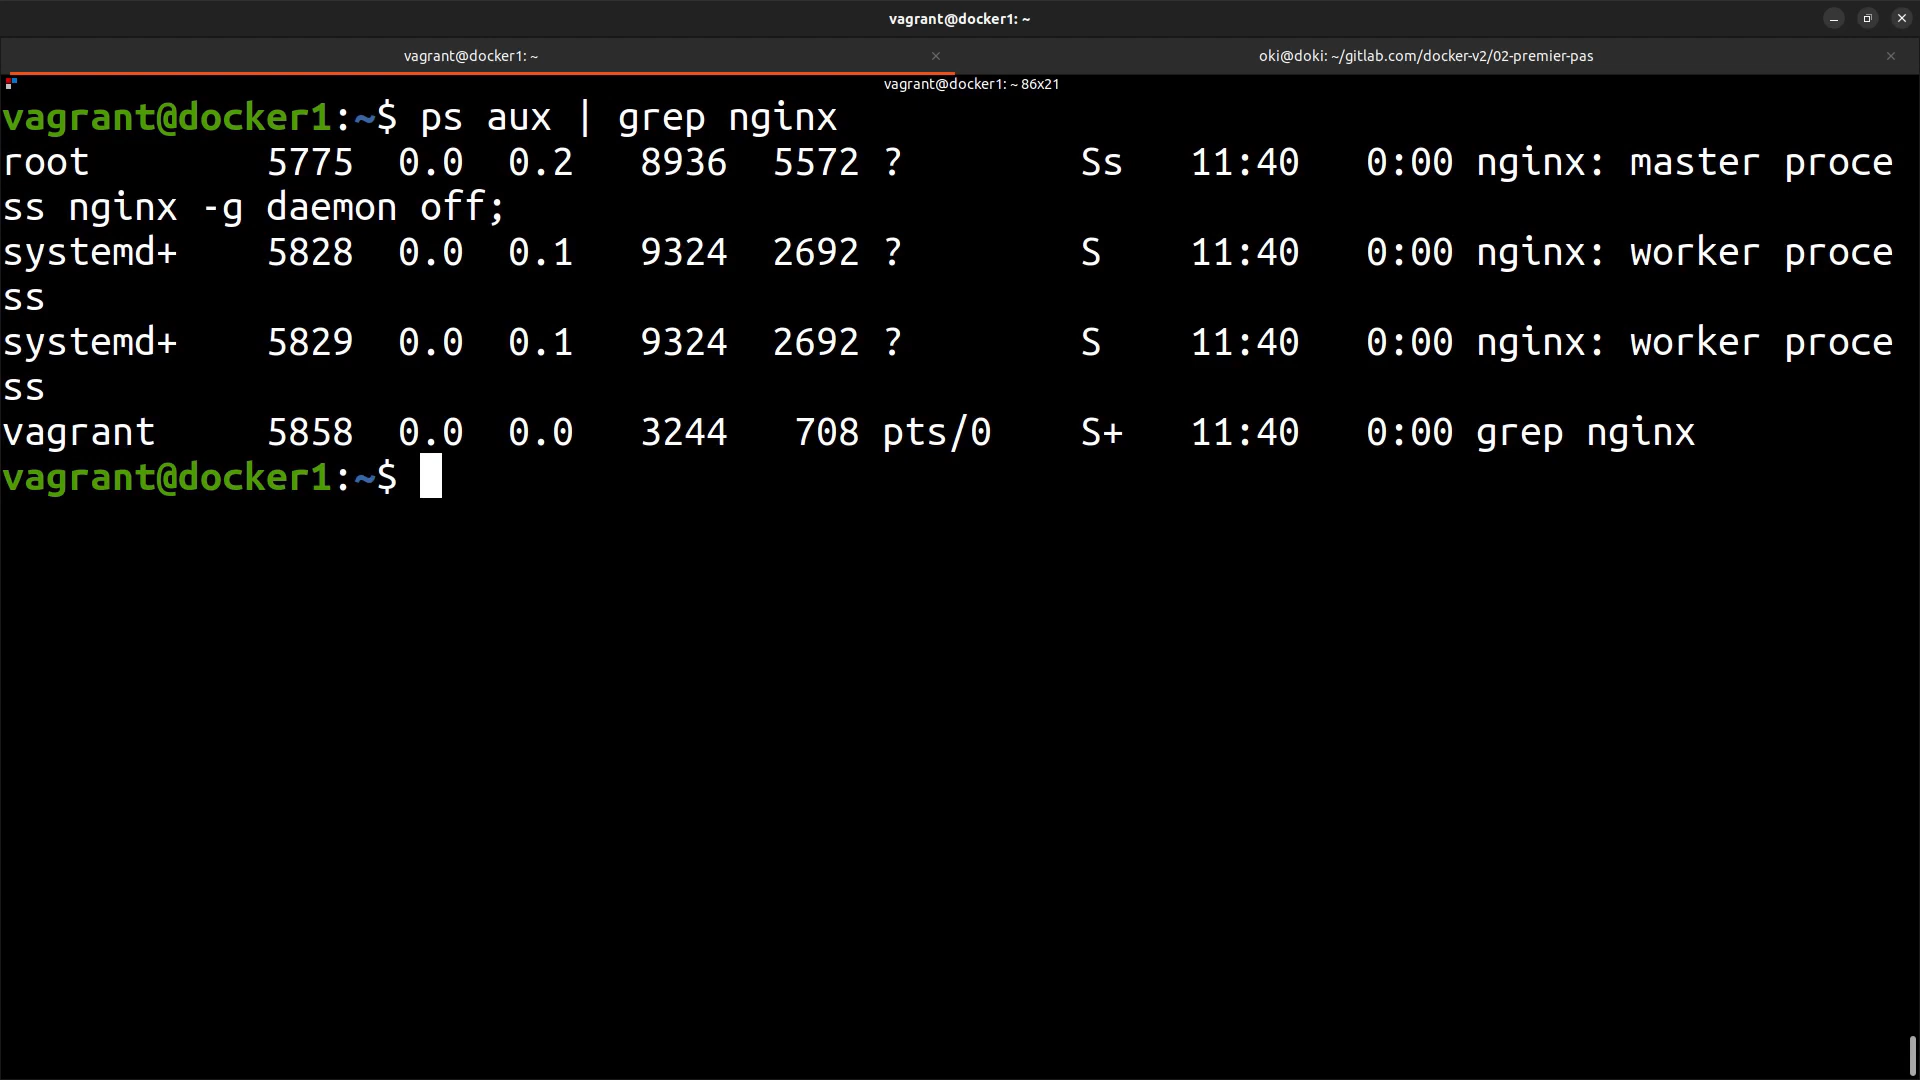 vagrant@docker1: ~
vagrant@docker1: ~ × oki@doki: ~/gitlab.com/docker-v2/02-premier-pas ×
vagrant@docker1: ~ 86x21
vagrant@docker1:~$ ps aux | grep nginx
root        5775  0.0  0.2   8936  5572 ?        Ss   11:40   0:00 nginx: master proce
ss nginx -g daemon off;
systemd+    5828  0.0  0.1   9324  2692 ?        S    11:40   0:00 nginx: worker proce
ss
systemd+    5829  0.0  0.1   9324  2692 ?        S    11:40   0:00 nginx: worker proce
ss
vagrant     5858  0.0  0.0   3244   708 pts/0    S+   11:40   0:00 grep nginx
vagrant@docker1:~$